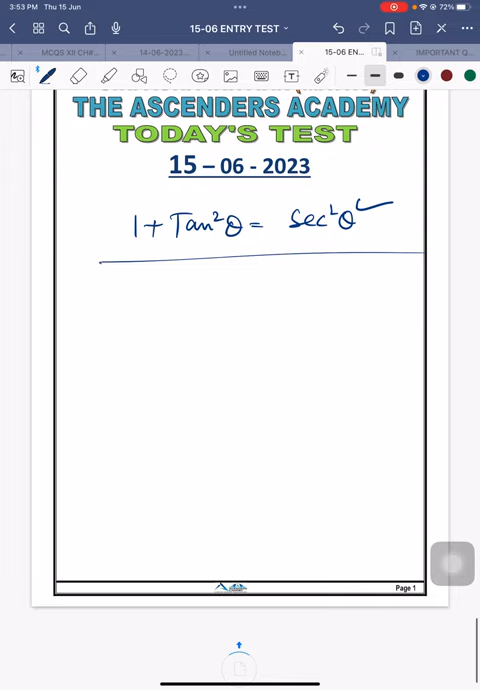 3:53 PM Thu 15 Jun
72%
15-06 ENTRY TEST
MCQS XII CH#...
14-06-2023...
Untitled Noteb...
15-06 EN...
IMPORTANT Q...
THE ASCENDERS ACADEMY
TODAY'S TEST
15 – 06 - 2023
1 + Tan²θ = Sec²θ
Page 1